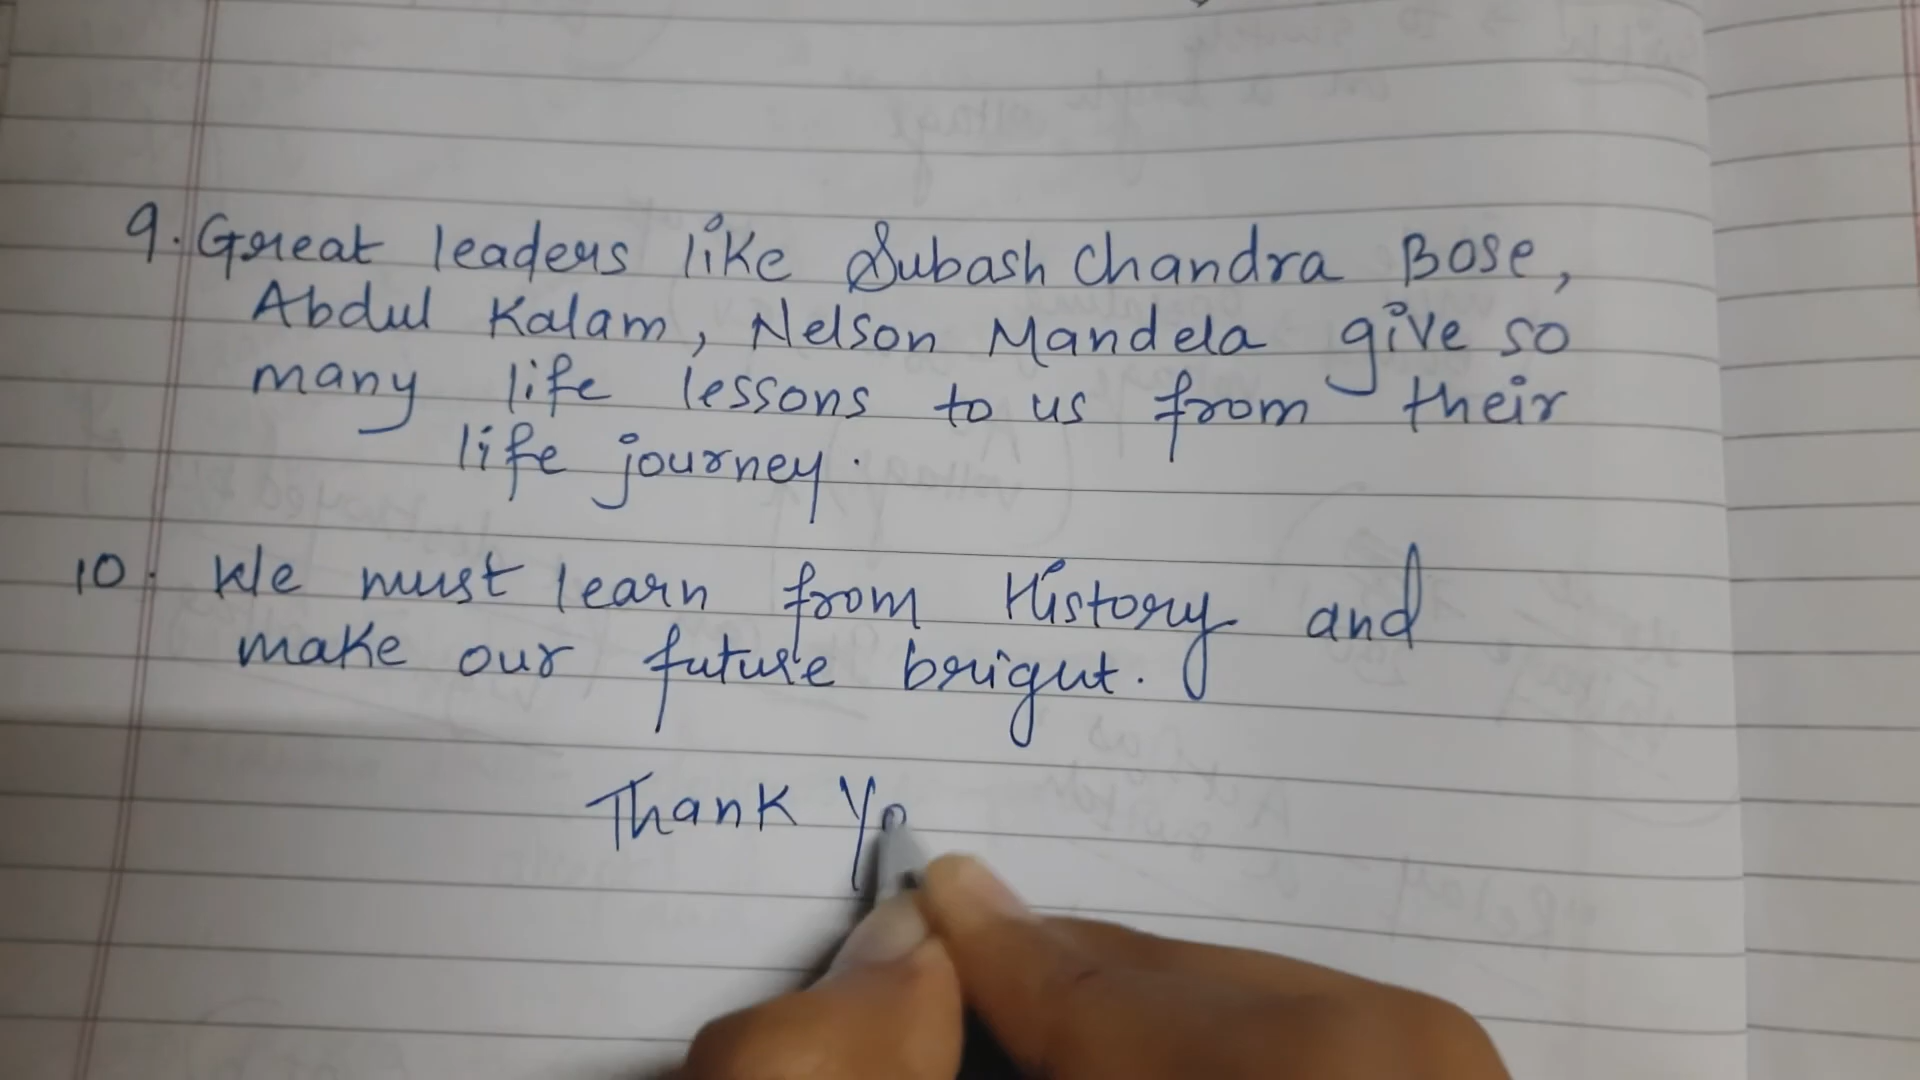 9. Great leaders like Subash Chandra Bose,
Abdul Kalam, Nelson Mandela give so
many life lessons to us from their
life journey.
10. We must learn from History and
make our future brigut.
Thank Yo